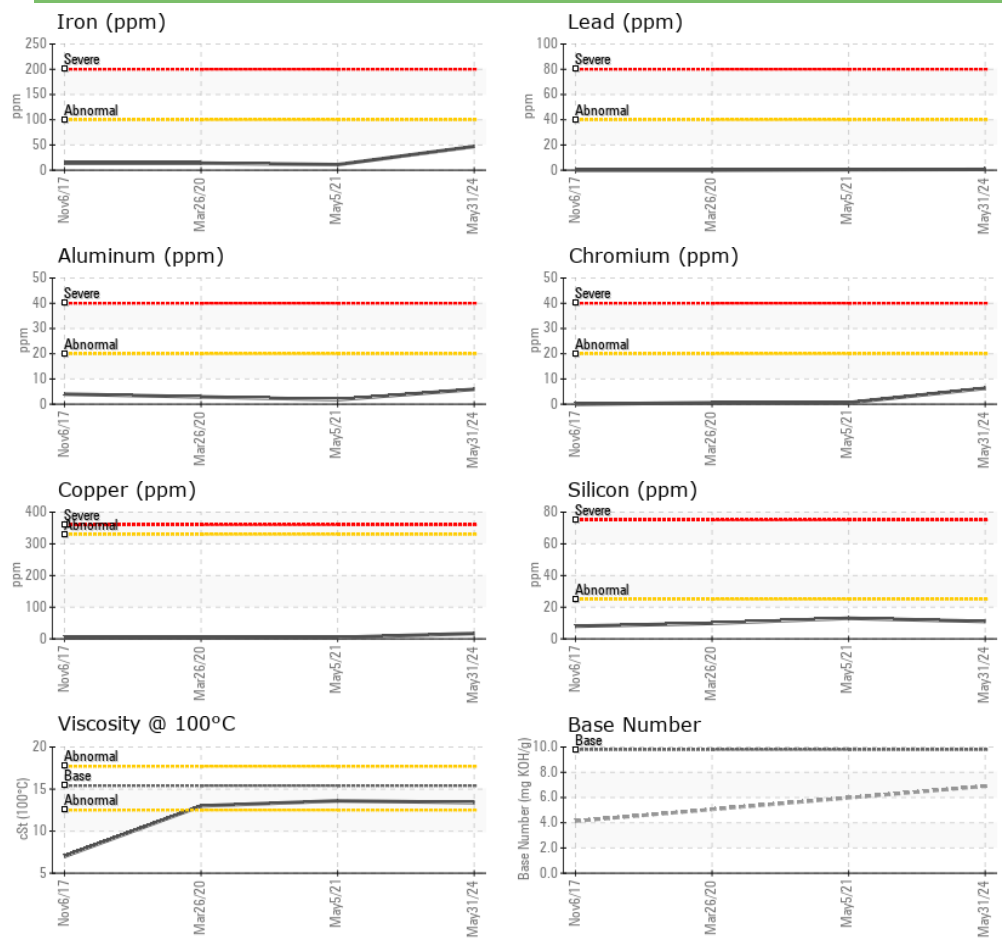 Iron (ppm)
250
200
150
100
50
0
ppm
Severe
Abnormal
Nov6/17
Mar26/20
May5/21
May31/24
Lead (ppm)
100
80
60
40
20
0
ppm
Severe
Abnormal
Nov6/17
Mar26/20
May5/21
May31/24
Aluminum (ppm)
50
40
30
20
10
0
ppm
Severe
Abnormal
Nov6/17
Mar26/20
May5/21
May31/24
Chromium (ppm)
50
40
30
20
10
0
ppm
Severe
Abnormal
Nov6/17
Mar26/20
May5/21
May31/24
Copper (ppm)
400
300
200
100
0
ppm
Severe
Abnormal
Nov6/17
Mar26/20
May5/21
May31/24
Silicon (ppm)
80
60
40
20
0
ppm
Severe
Abnormal
Nov6/17
Mar26/20
May5/21
May31/24
Viscosity @ 100°C
20
15
10
5
cSt (100°C)
Abnormal
Base
Abnormal
Nov6/17
Mar26/20
May5/21
May31/24
Base Number
10.0
8.0
6.0
4.0
2.0
0.0
Base Number (mg KOH/g)
Base
Nov6/17
Mar26/20
May5/21
May31/24